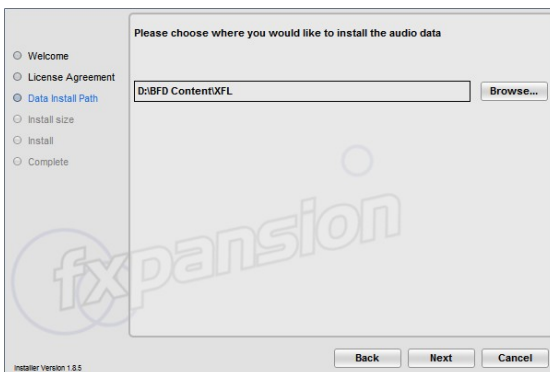 Please choose where you would like to install the audio data
Welcome
License Agreement
Data Install Path
Install size
Install
Complete
D:\BFD Content\XFL
Browse...
fxpansion
Back
Next
Cancel
Installer Version 1.8.5